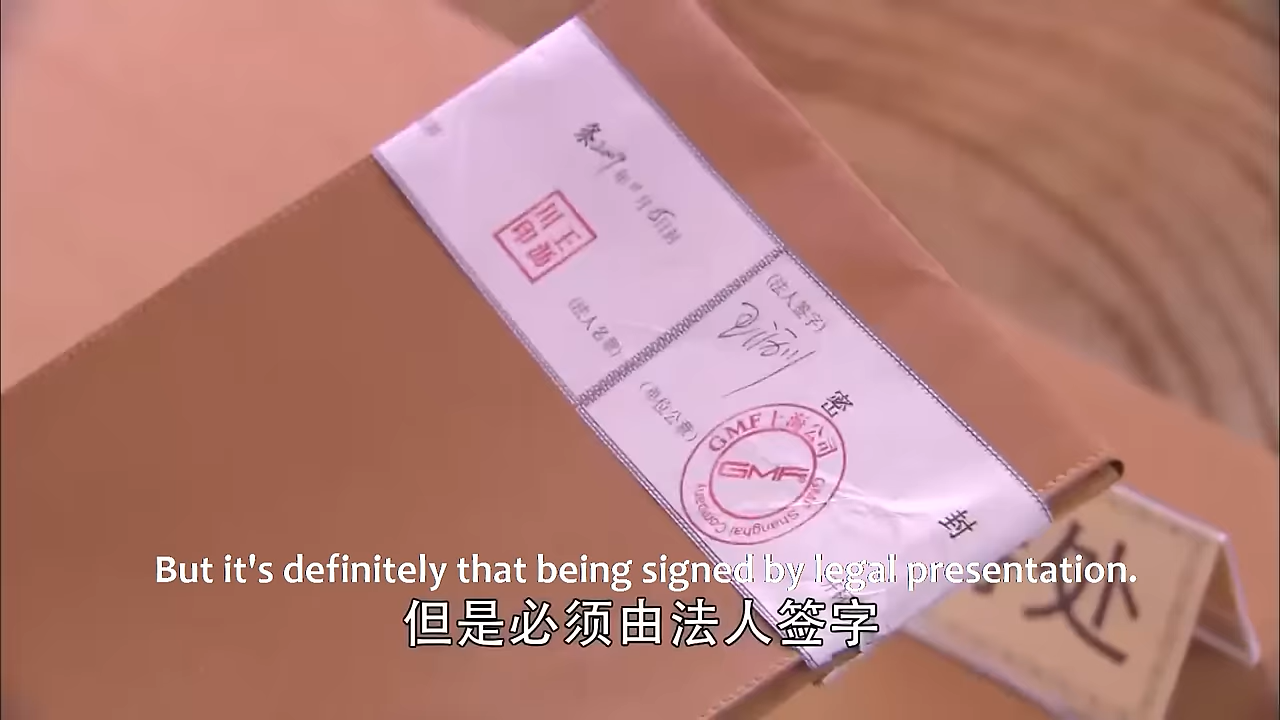 (法人名章)
(法人签字)
(单位公章)
GMF上海公司
GMF
GMF Shanghai Company
密
封
处
But it's definitely that being signed by legal presentation.
但是必须由法人签字